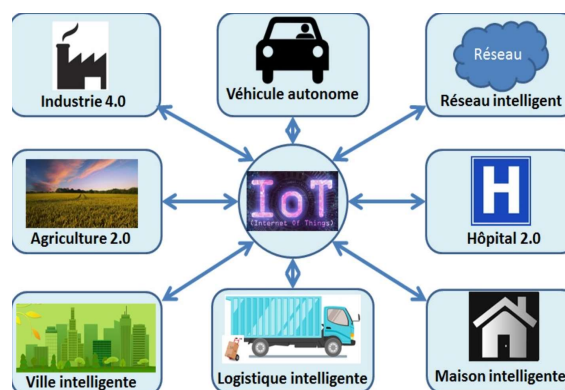 Industrie 4.0
Véhicule autonome
Réseau
Réseau intelligent
Agriculture 2.0
IoT
(Internet Of Things)
H
Hôpital 2.0
Ville intelligente
Logistique intelligente
Maison intelligente